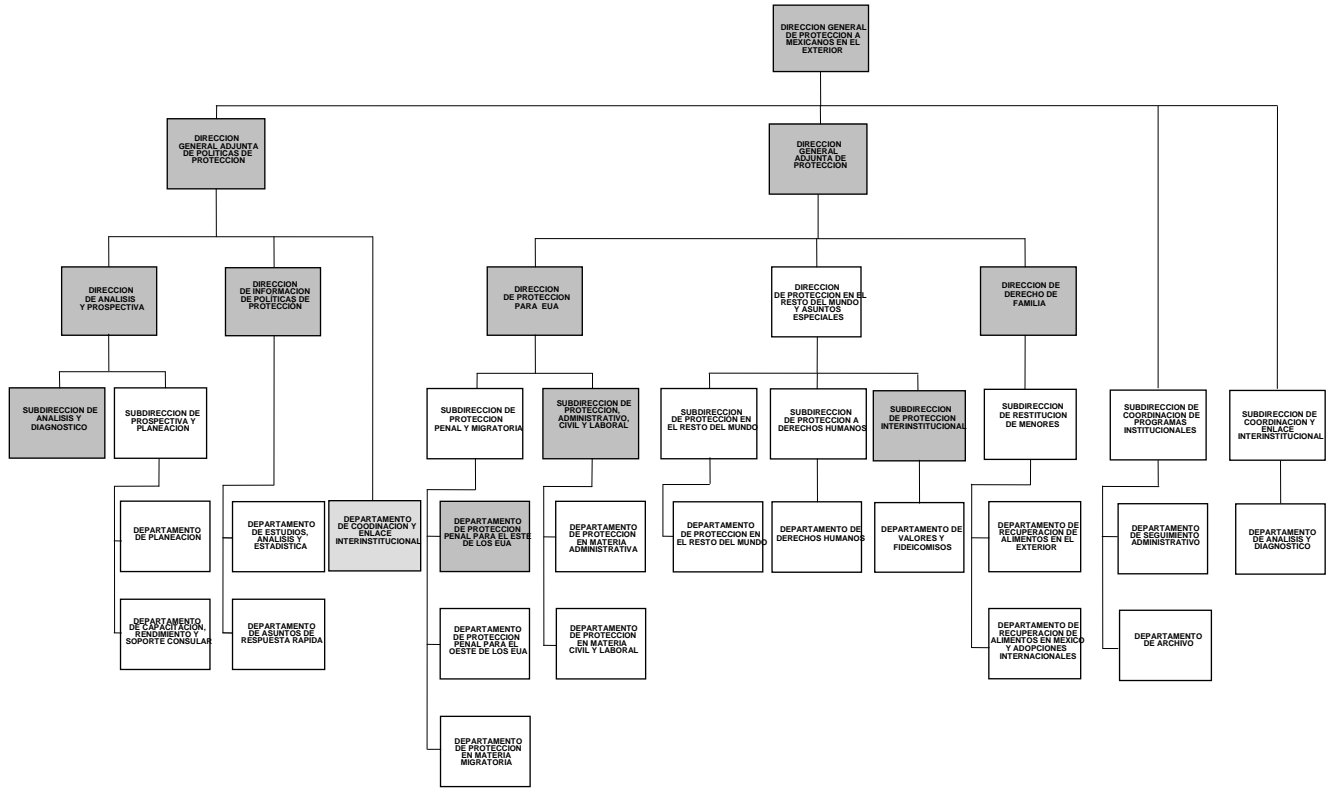 DIRECCION GENERAL
DE PROTECCION A
MEXICANOS EN EL
EXTERIOR
DIRECCION
GENERAL ADJUNTA
DE POLITICAS DE
PROTECCION
DIRECCION
GENERAL
ADJUNTA DE
PROTECCION
DIRECCION
DE ANALISIS
Y PROSPECTIVA
DIRECCION
DE INFORMACION
DE POLÍTICAS DE
PROTECCIÓN
DIRECCION
DE PROTECCION
PARA EUA
DIRECCION
DE PROTECCION EN EL
RESTO DEL MUNDO
Y ASUNTOS
ESPECIALES
DIRECCION DE
DERECHO DE
FAMILIA
SUBDIRECCION DE
ANALISIS Y
DIAGNOSTICO
SUBDIRECCION DE
PROSPECTIVA Y
PLANEACION
SUBDIRECCION DE
PROTECCION
PENAL Y MIGRATORIA
SUBDIRECCION DE
PROTECCION,
ADMINISTRATIVO,
CIVIL Y LABORAL
SUBDIRECCION
DE PROTECCION EN
EL RESTO DEL MUNDO
SUBDIRECCION
DE PROTECCION A
DERECHOS HUMANOS
SUBDIRECCION
DE PROTECCION
INTERINSTITUCIONAL
SUBDIRECCION
DE RESTITUCION
DE MENORES
SUBDIRECCION DE
COORDINACION DE
PROGRAMAS
INSTITUCIONALES
SUBDIRECCION DE
COORDINACION Y
ENLACE
INTERINSTITUCIONAL
DEPARTAMENTO
DE PLANEACION
DEPARTAMENTO
DE ESTUDIOS,
ANALISIS Y
ESTADISTICA
DEPARTAMENTO
DE COODINACION Y
ENLACE
INTERINSTITUCIONAL
DEPARTAMENTO
DE PROTECCION
PENAL PARA EL ESTE
DE LOS EUA
DEPARTAMENTO
DE PROTECCION
EN MATERIA
ADMINISTRATIVA
DEPARTAMENTO
DE PROTECCION EN
EL RESTO DEL MUNDO
DEPARTAMENTO DE
DERECHOS HUMANOS
DEPARTAMENTO DE
VALORES Y
FIDEICOMISOS
DEPARTAMENTO DE
RECUPERACION DE
ALIMENTOS EN EL
EXTERIOR
DEPARTAMENTO
DE SEGUIMIENTO
ADMINISTRATIVO
DEPARTAMENTO
DE ANALISIS Y
DIAGNOSTICO
DEPARTAMENTO
DE CAPACITACION,
RENDIMIENTO Y
SOPORTE CONSULAR
DEPARTAMENTO
DE ASUNTOS DE
RESPUESTA RAPIDA
DEPARTAMENTO
DE PROTECCION
PENAL PARA EL
OESTE DE LOS EUA
DEPARTAMENTO
DE PROTECCION
EN MATERIA
CIVIL Y LABORAL
DEPARTAMENTO DE
RECUPERACION DE
ALIMENTOS EN MEXICO
Y ADOPCIONES
INTERNACIONALES
DEPARTAMENTO
DE ARCHIVO
DEPARTAMENTO
DE PROTECCION
EN MATERIA
MIGRATORIA